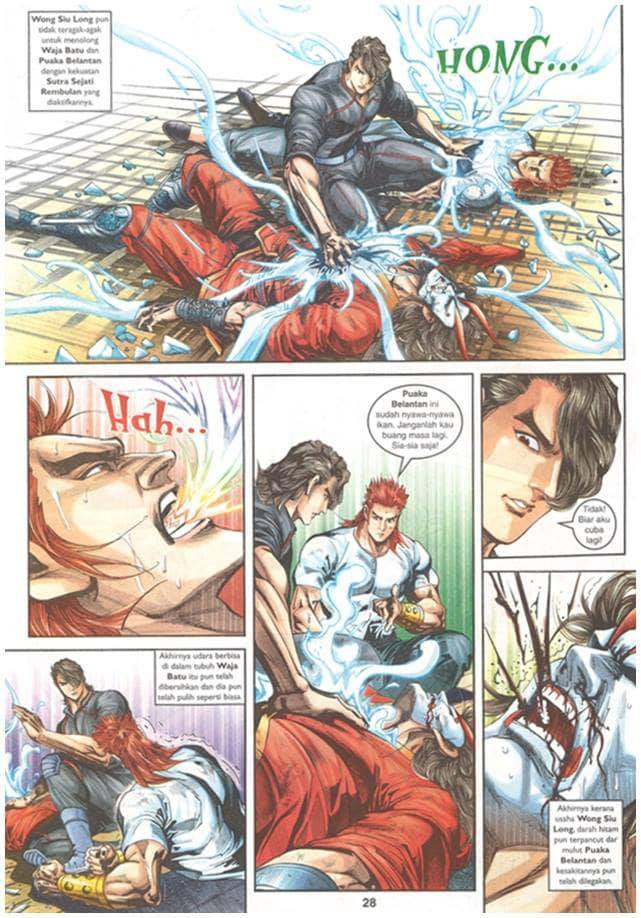 Wong Siu Long pun
tidak teragak-agak
untuk menolong
Waja Batu dan
Puaka Belantan
dengan kekuatan
Sutra Sejati
Rembulan yang
diaktifkannya.
HONG...
Hah...
Puaka
Belantan ini
sudah nyawa-nyawa
ikan. Janganlah kau
buang masa lagi.
Sia-sia saja!
Tidak!
Biar aku
cuba
lagi!
Akhirnya udara berbisa
di dalam tubuh Waja
Batu itu pun telah
dibersihkan dan dia pun
telah pulih seperti biasa.
Akhirnya kerana
usaha Wong Siu
Long, darah hitam
pun terpancut dar
mulut Puaka
Belantan dan
kesakitannya pun
telah dilegakan.
28